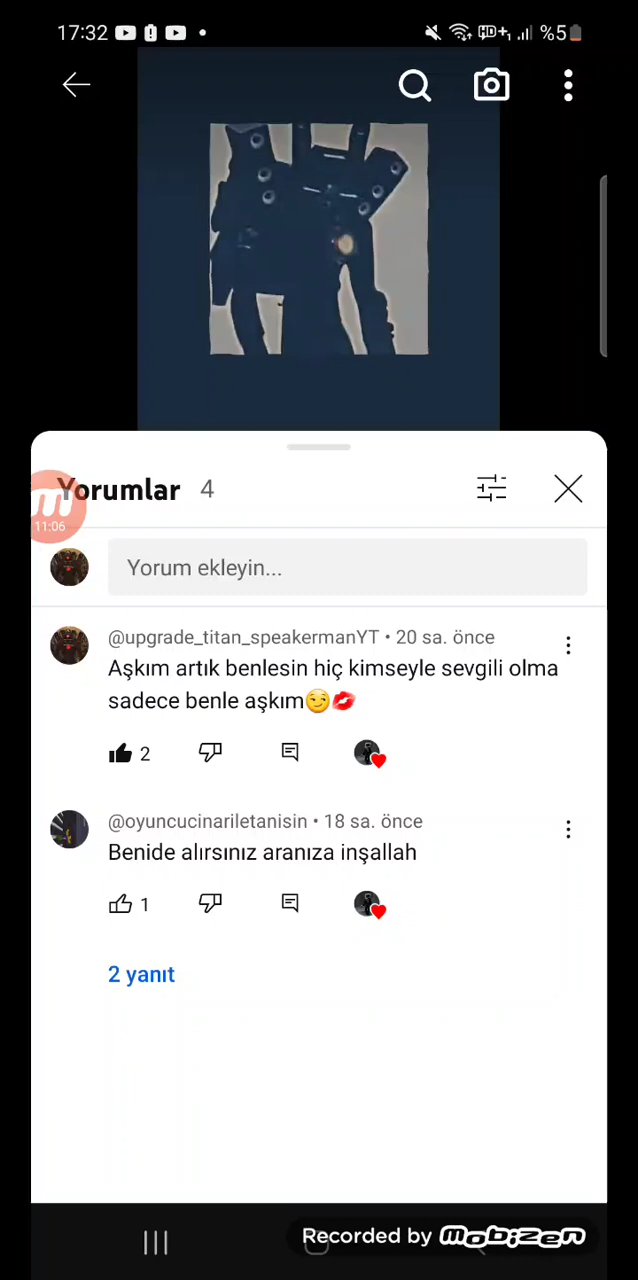 17:32
HD+ %5
Yorumlar 4
11:06
Yorum ekleyin...
@upgrade_titan_speakermanYT • 20 sa. önce
Aşkım artık benlesin hiç kimseyle sevgili olma
sadece benle aşkım😏💋
2
@oyuncucinariletanisin • 18 sa. önce
Benide alırsınız aranıza inşallah
1
2 yanıt
Recorded by mobizen